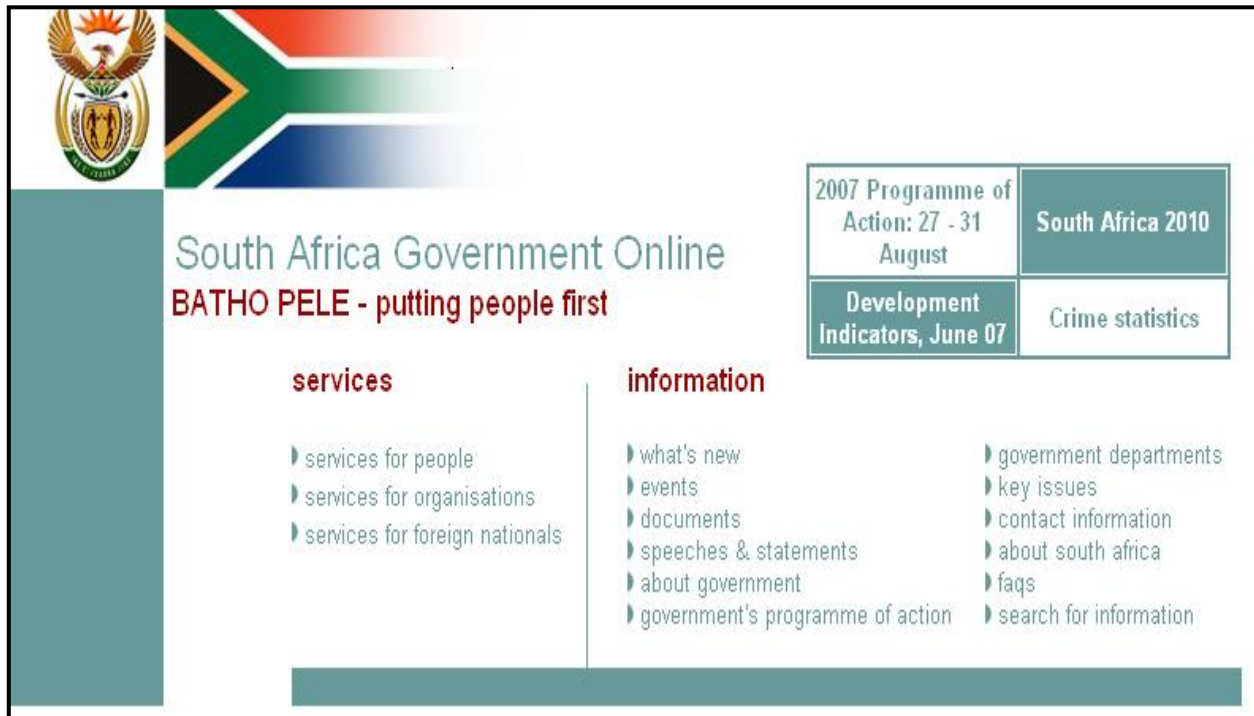 South Africa Government Online
BATHO PELE - putting people first
2007 Programme of
Action: 27 - 31
August
South Africa 2010
Development
Indicators, June 07
Crime statistics
services
services for people
services for organisations
services for foreign nationals
information
what's new
events
documents
speeches & statements
about government
government's programme of action
government departments
key issues
contact information
about south africa
faqs
search for information